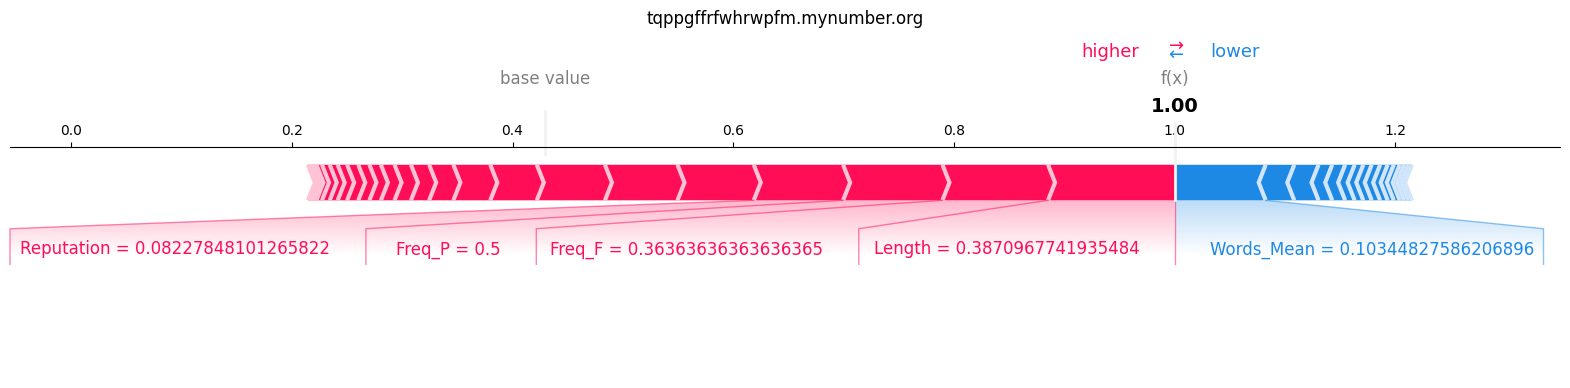 tqppgffrfwhrwpfm.mynumber.org
higher ⇄ lower
base value f(x)
1.00
0.0 0.2 0.4 0.6 0.8 1.0 1.2
Reputation = 0.08227848101265822 Freq_P = 0.5 Freq_F = 0.36363636363636365 Length = 0.3870967741935484 Words_Mean = 0.10344827586206896